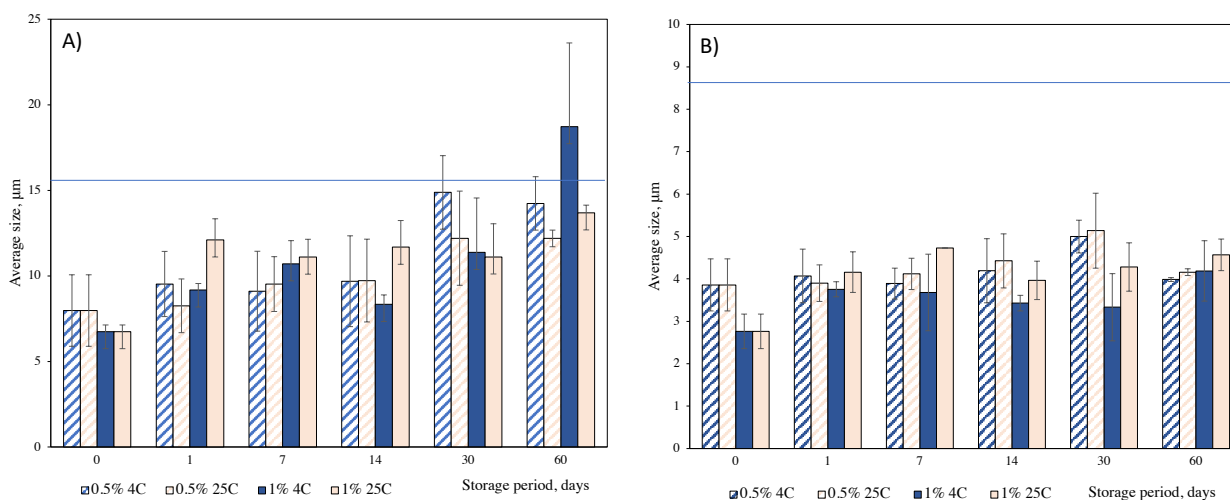 A)
Average size, µm
25
20
15
10
5
0
0 1 7 14 30 60
0.5% 4C 0.5% 25C 1% 4C 1% 25C Storage period, days
B)
Average size, µm
10
9
8
7
6
5
4
3
2
1
0
0 1 7 14 30 60
0.5% 4C 0.5% 25C 1% 4C 1% 25C Storage period, days